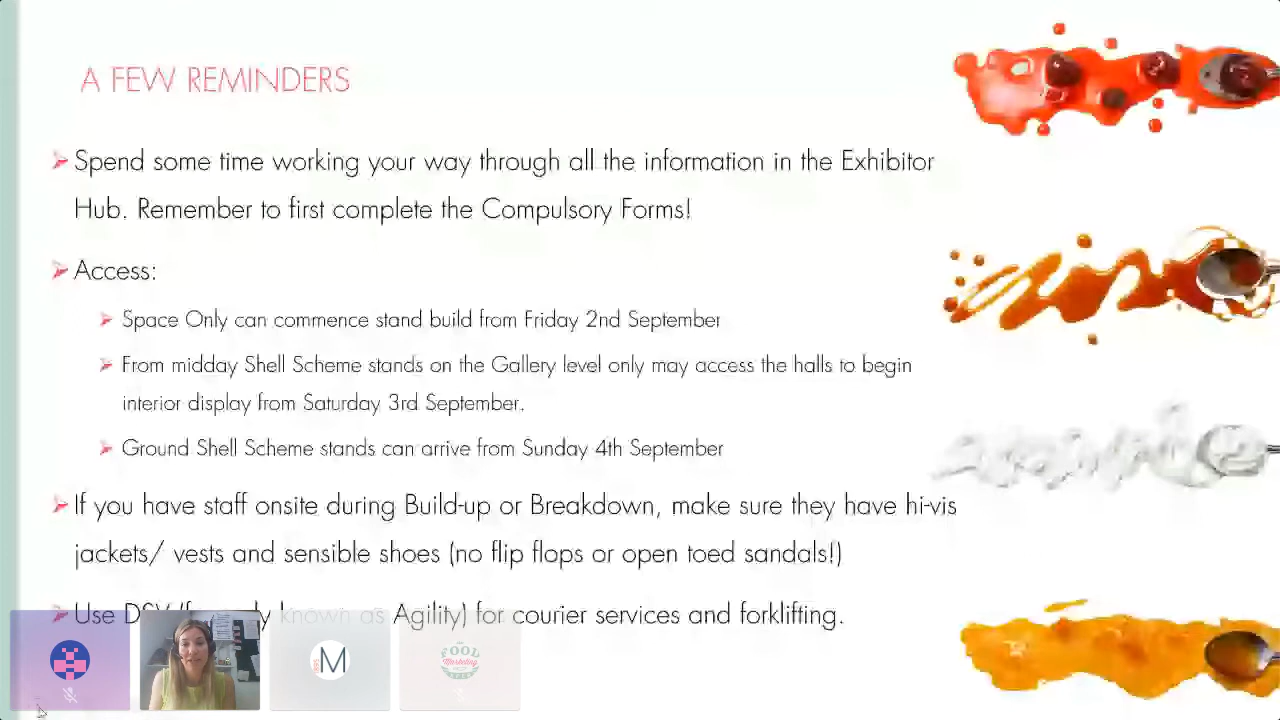 A FEW REMINDERS
Spend some time working your way through all the information in the Exhibitor
Hub. Remember to first complete the Compulsory Forms!
Access:
Space Only can commence stand build from Friday 2nd September
From midday Shell Scheme stands on the Gallery level only may access the halls to begin
interior display from Saturday 3rd September.
Ground Shell Scheme stands can arrive from Sunday 4th September
If you have staff onsite during Build-up or Breakdown, make sure they have hi-vis
jackets/ vests and sensible shoes (no flip flops or open toed sandals!)
Use known as Agility) for courier services and forklifting.
M
Marketing